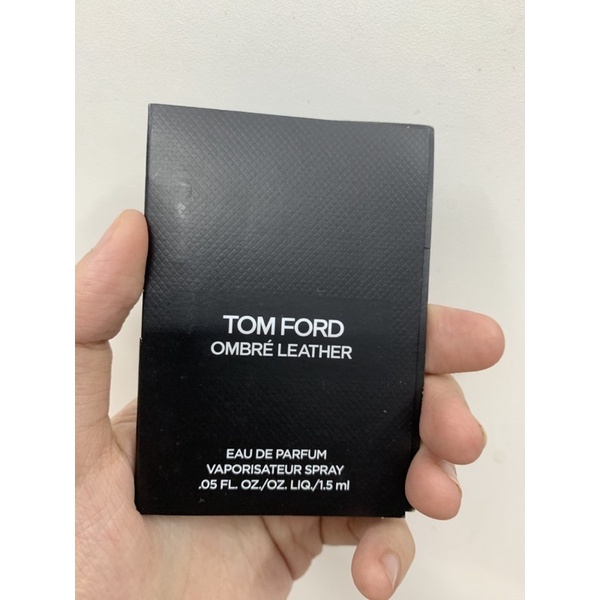 TOM FORD
OMBRÉ LEATHER
EAU DE PARFUM
VAPORISATEUR SPRAY
.05 FL. OZ./OZ. LIQ./1.5 ml